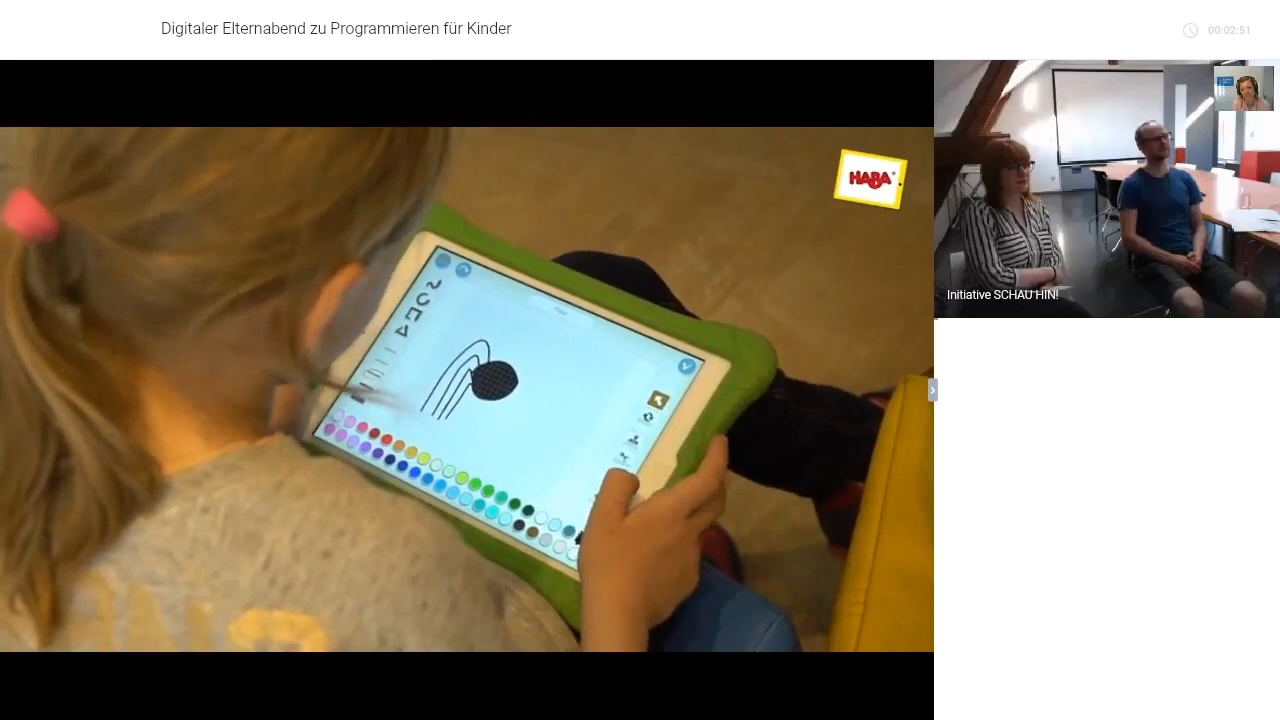 Digitaler Elternabend zu Programmieren für Kinder
00:02:51
HABA
Initiative SCHAU HIN!